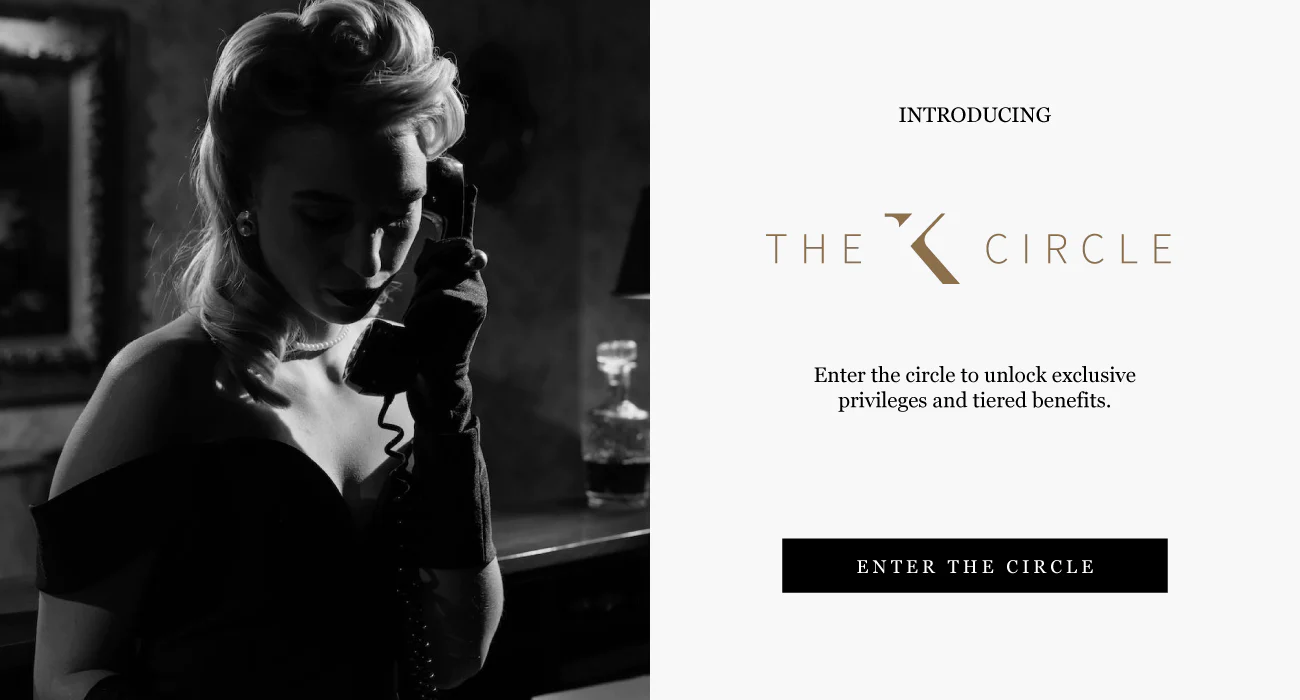 INTRODUCING
THE K CIRCLE
Enter the circle to unlock exclusive
privileges and tiered benefits.
ENTER THE CIRCLE